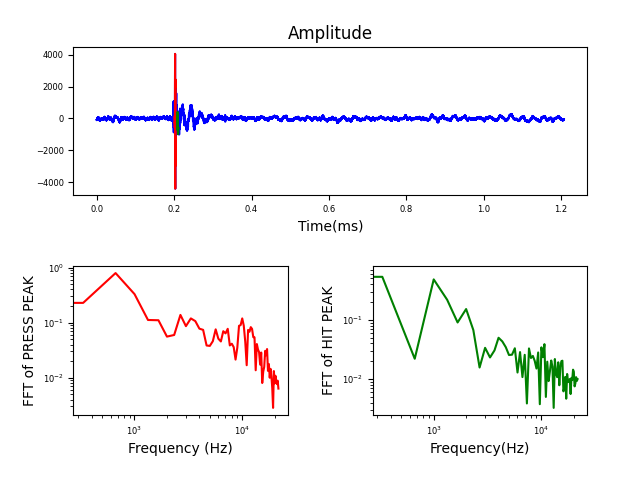 Amplitude
4000
2000
0
−2000
−4000
0.0 0.2 0.4 0.6 0.8 1.0 1.2
Time(ms)
FFT of PRESS PEAK
10⁰
10⁻¹
10⁻²
10³ 10⁴
Frequency (Hz)
FFT of HIT PEAK
10⁻¹
10⁻²
10³ 10⁴
Frequency(Hz)